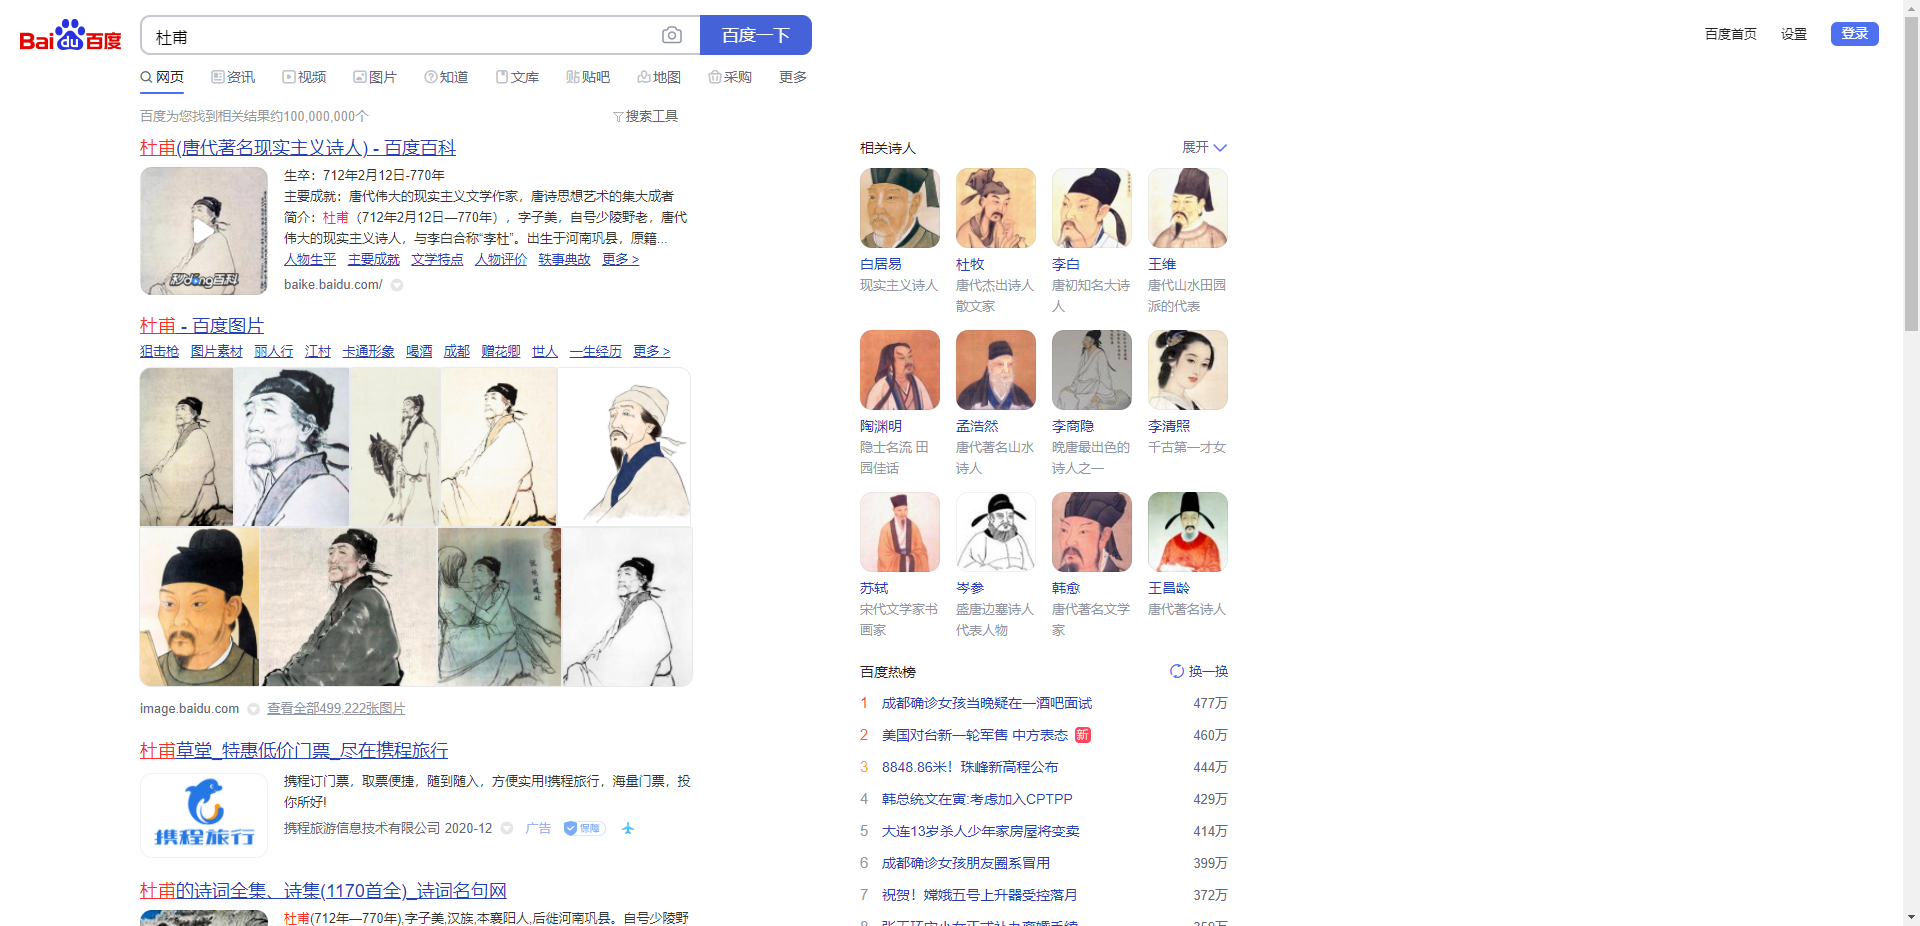 Bai du 百度
杜甫
百度一下
百度首页 设置 登录
网页 资讯 视频 图片 知道 文库 贴吧 地图 采购 更多
百度为您找到相关结果约100,000,000个
搜索工具
杜甫(唐代著名现实主义诗人) - 百度百科
秒dǒng百科
生卒：712年2月12日-770年
主要成就：唐代伟大的现实主义文学作家，唐诗思想艺术的集大成者
简介：杜甫（712年2月12日—770年），字子美，自号少陵野老，唐代
伟大的现实主义诗人，与李白合称“李杜”。出生于河南巩县，原籍...
人物生平 主要成就 文学特点 人物评价 轶事典故 更多 >
baike.baidu.com/
杜甫 - 百度图片
狙击枪 图片素材 丽人行 江村 卡通形象 喝酒 成都 赠花卿 世人 一生经历 更多 >
image.baidu.com 查看全部499,222张图片
杜甫草堂_特惠低价门票_尽在携程旅行
携程旅行
携程订门票，取票便捷，随到随入，方便实用!携程旅行，海量门票，投
你所好!
携程旅游信息技术有限公司 2020-12 广告 保障
杜甫的诗词全集、诗集(1170首全)_诗词名句网
杜甫(712年—770年),字子美,汉族,本襄阳人,后徙河南巩县。自号少陵野
相关诗人
展开
白居易 杜牧 李白 王维
现实主义诗人 唐代杰出诗人 唐初知名大诗 唐代山水田园
散文家 人 派的代表
陶渊明 孟浩然 李商隐 李清照
隐士名流 田 唐代著名山水 晚唐最出色的 千古第一才女
园佳话 诗人 诗人之一
苏轼 岑参 韩愈 王昌龄
宋代文学家书 盛唐边塞诗人 唐代著名文学 唐代著名诗人
画家 代表人物 家
百度热榜
换一换
1 成都确诊女孩当晚疑在一酒吧面试 477万
2 美国对台新一轮军售 中方表态 新 460万
3 8848.86米！珠峰新高程公布 444万
4 韩总统文在寅:考虑加入CPTPP 429万
5 大连13岁杀人少年家房屋将变卖 414万
6 成都确诊女孩朋友圈系冒用 399万
7 祝贺！嫦娥五号上升器受控落月 372万